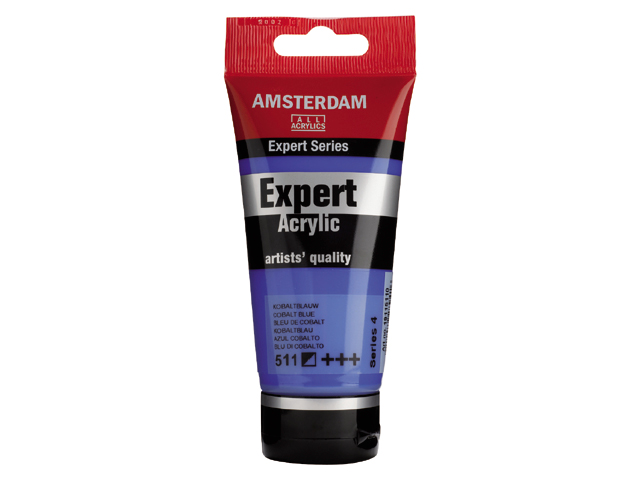 AMSTERDAM
ALL
ACRYLICS
Expert Series
Expert
Acrylic
artists' quality
KOBALTBLAUW
COBALT BLUE
BLEU DE COBALT
KOBALTBLAU
AZUL COBALTO
BLU DI COBALTO
511 +++
Series 4